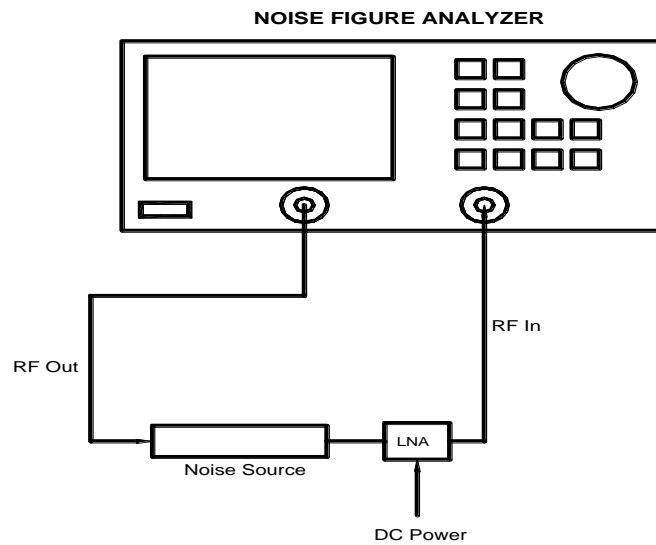 NOISE FIGURE ANALYZER
RF In
RF Out
LNA
Noise Source
DC Power